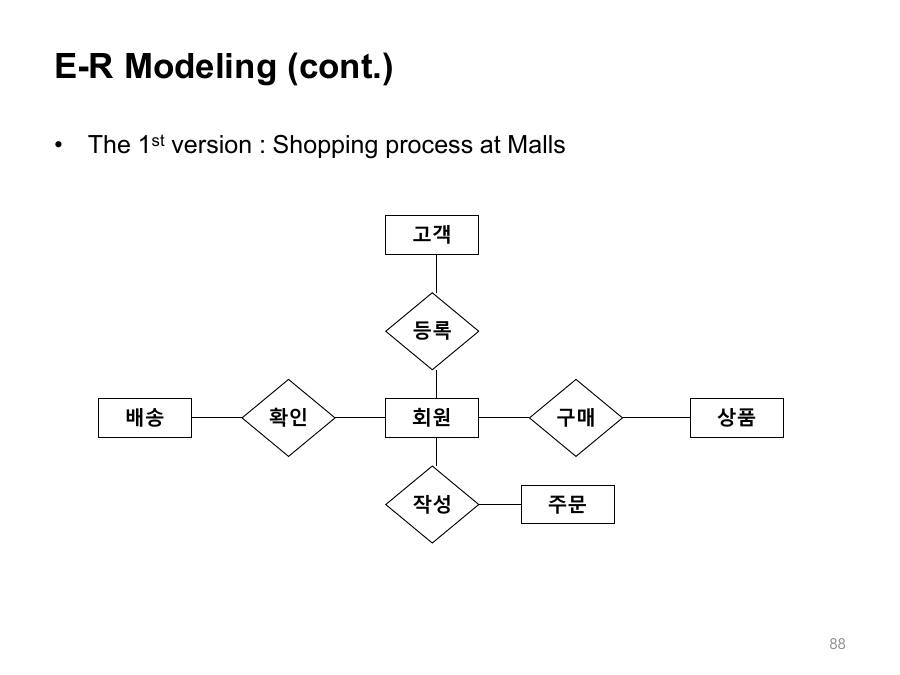 E-R Modeling (cont.)
• The 1st version : Shopping process at Malls
고객
등록
배송 확인 회원 구매 상품
작성 주문
88